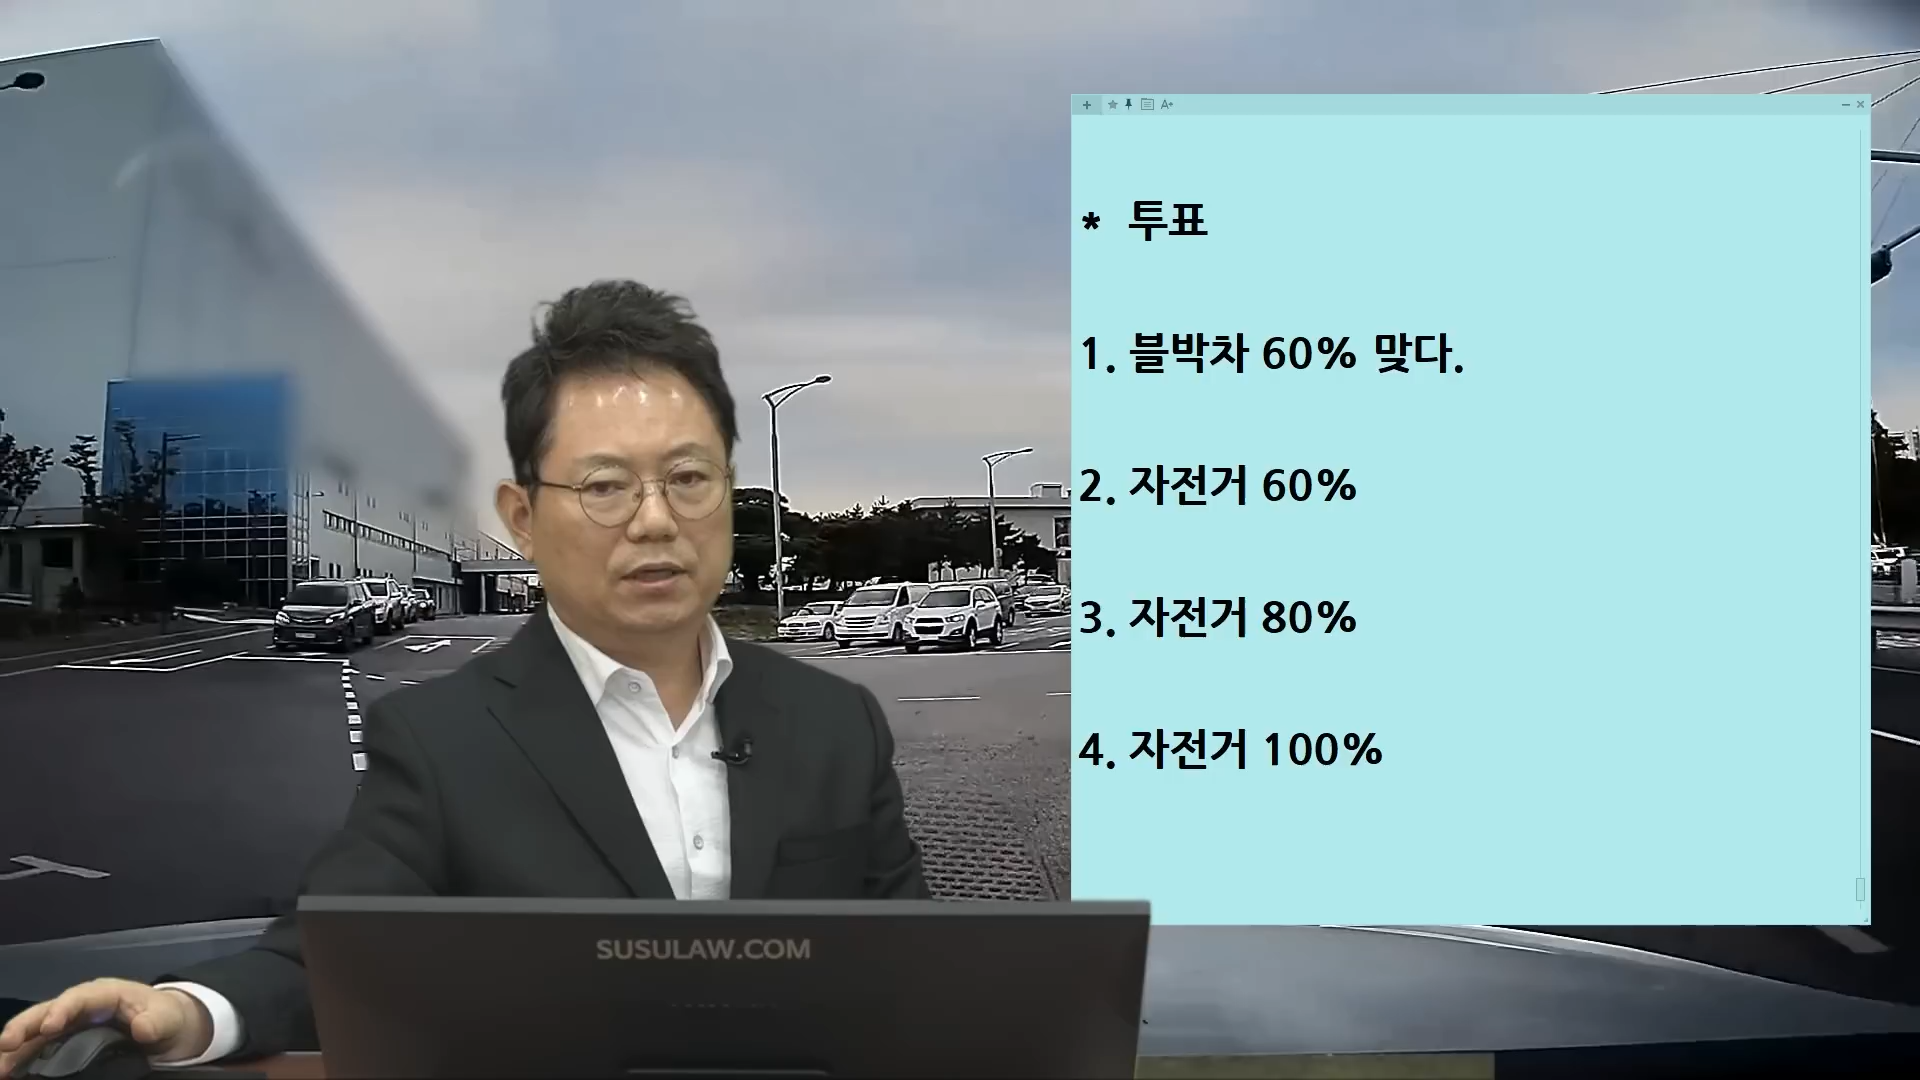 * 투표
1. 블박차 60% 맞다.
2. 자전거 60%
3. 자전거 80%
4. 자전거 100%
SUSULAW.COM